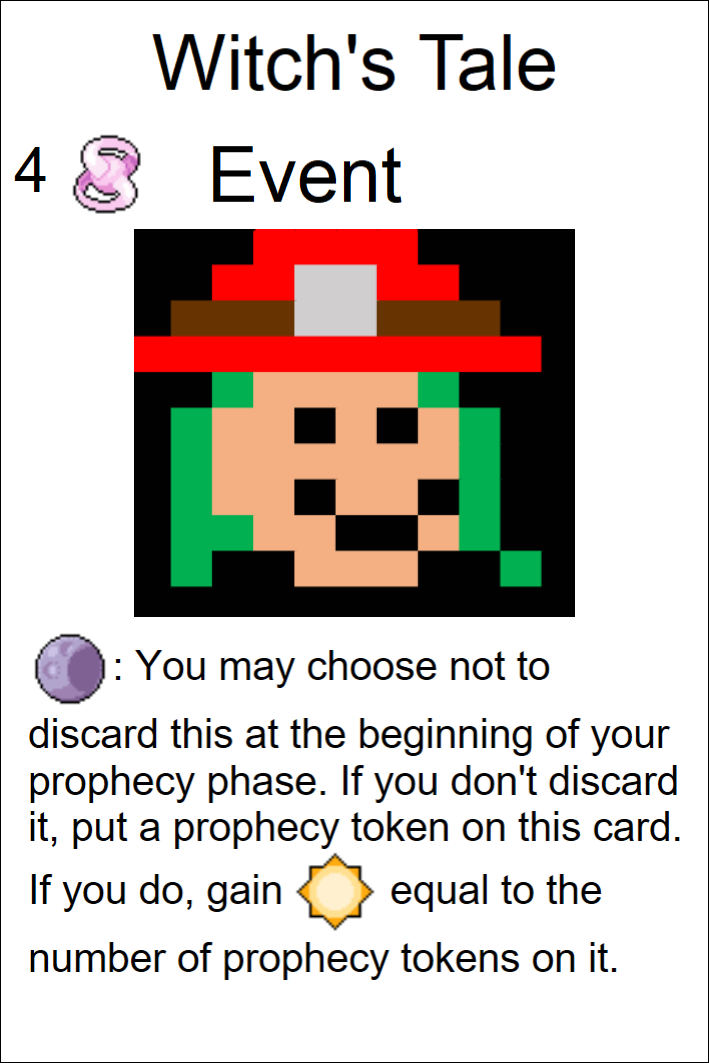 Witch's Tale
4 Event
: You may choose not to
discard this at the beginning of your
prophecy phase. If you don't discard
it, put a prophecy token on this card.
If you do, gain equal to the
number of prophecy tokens on it.